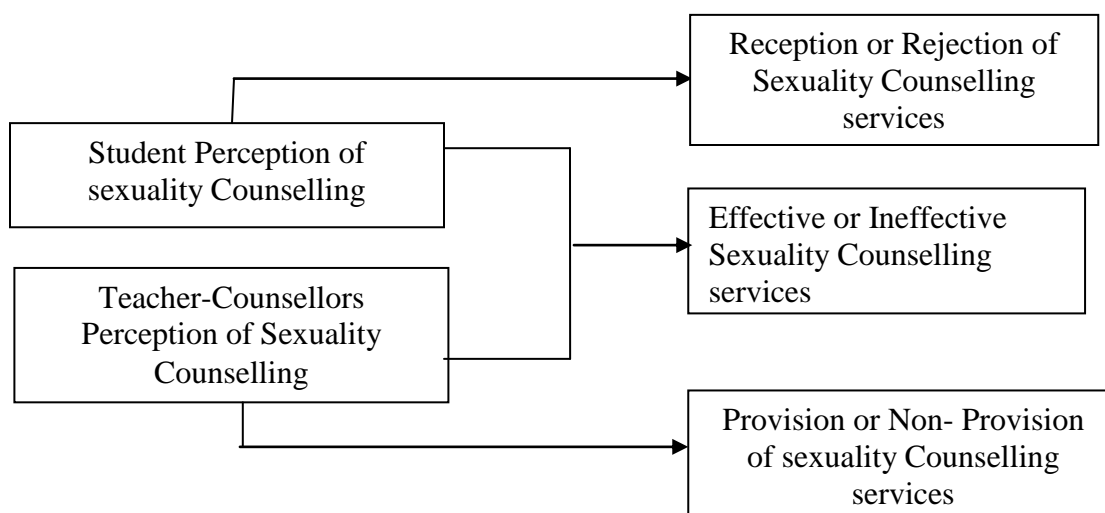 Reception or Rejection of
Sexuality Counselling
services
Student Perception of
sexuality Counselling
Effective or Ineffective
Sexuality Counselling
services
Teacher-Counsellors
Perception of Sexuality
Counselling
Provision or Non- Provision
of sexuality Counselling
services